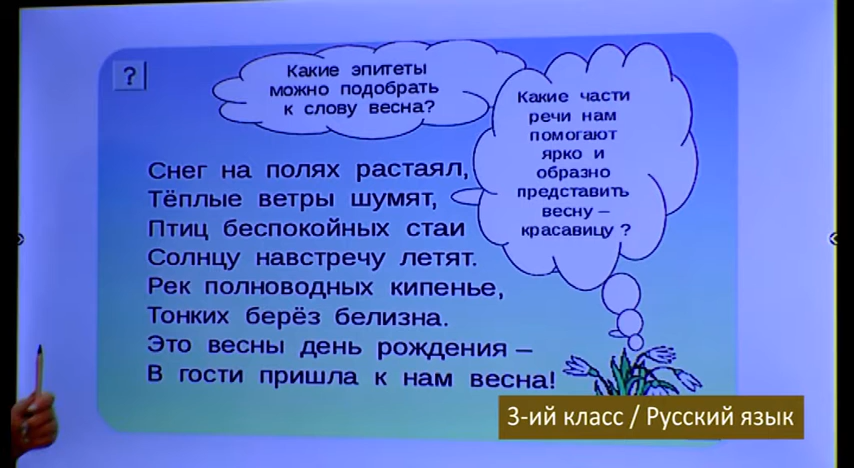 ?
Какие эпитеты
можно подобрать
к слову весна?
Какие части
речи нам
помогают
ярко и
образно
представить
весну –
красавицу ?
Снег на полях растаял,
Тёплые ветры шумят,
Птиц беспокойных стаи
Солнцу навстречу летят.
Рек полноводных кипенье,
Тонких берёз белизна.
Это весны день рождения –
В гости пришла к нам весна!
3-ий класс / Русский язык